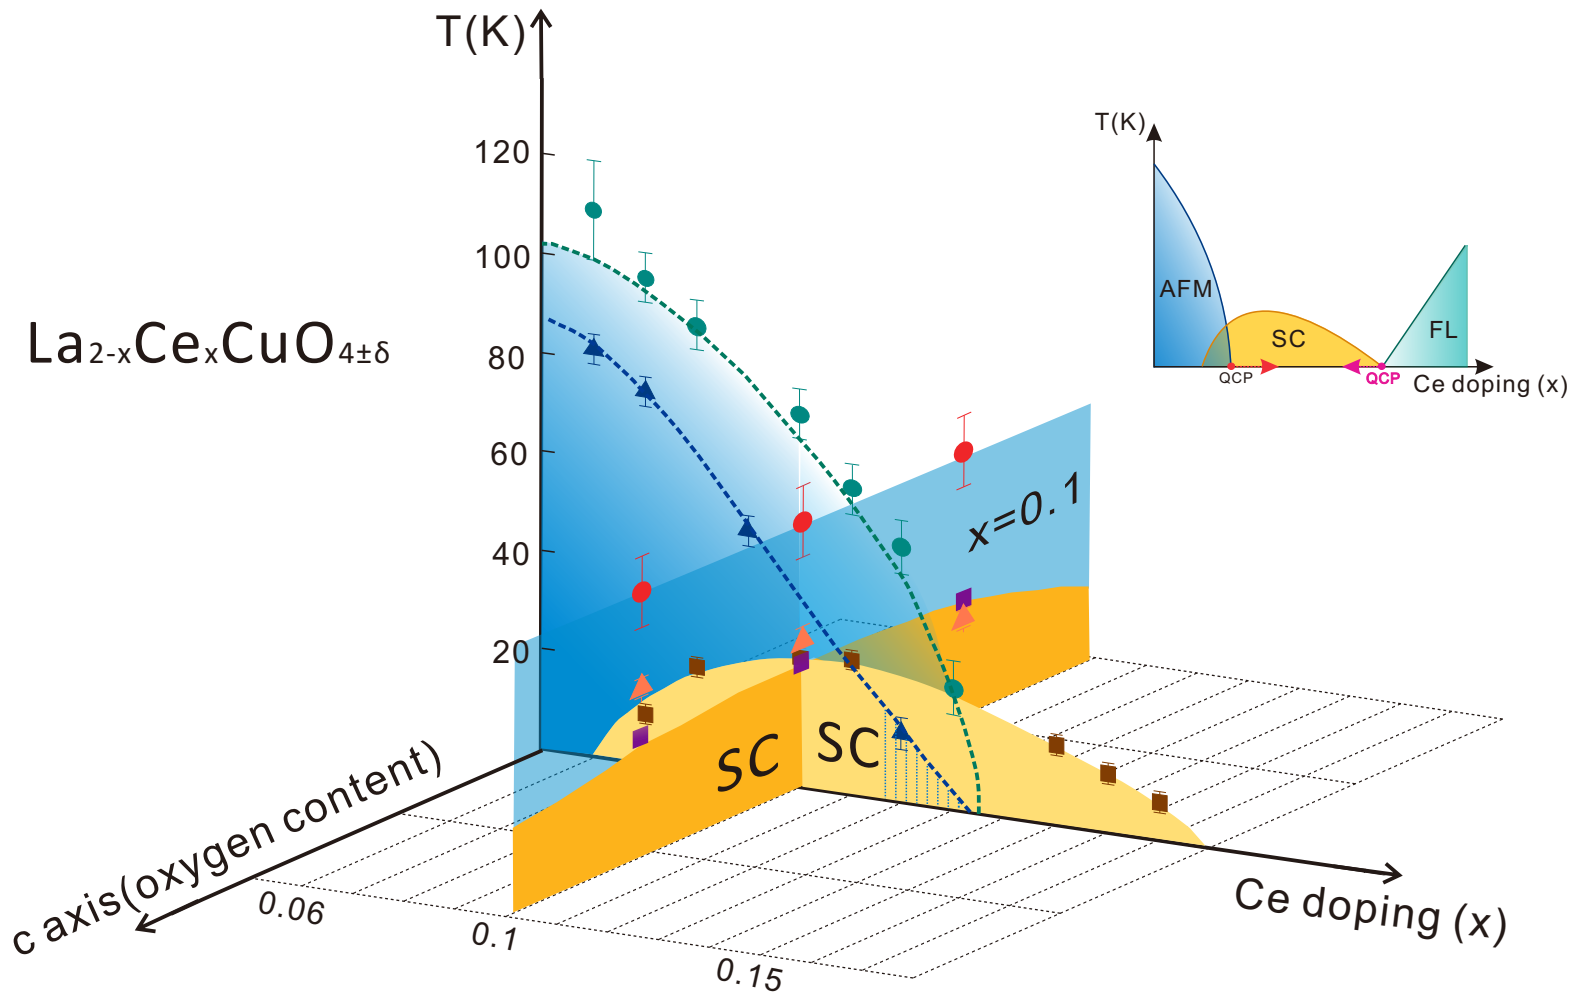 T(K)
120
100
80
60
40
20
La2-xCexCuO4±δ
x=0.1
SC
SC
c axis(oxygen content)
0.06
0.1
0.15
Ce doping (x)
T(K)
AFM
SC
FL
QCP
QCP
Ce doping (x)